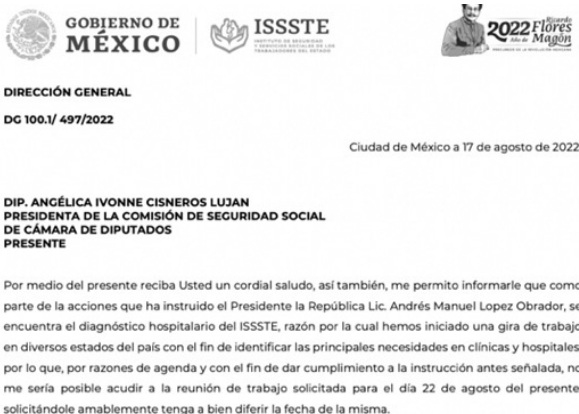 GOBIERNO DE
MÉXICO
ISSSTE
INSTITUTO DE SEGURIDAD
Y SERVICIOS SOCIALES DE LOS
TRABAJADORES DEL ESTADO
2022 Ricardo
Flores
Año de Magón
DIRECCIÓN GENERAL
DG 100.1/ 497/2022
Ciudad de México a 17 de agosto de 2022
DIP. ANGÉLICA IVONNE CISNEROS LUJAN
PRESIDENTA DE LA COMISIÓN DE SEGURIDAD SOCIAL
DE CÁMARA DE DIPUTADOS
PRESENTE
Por medio del presente reciba Usted un cordial saludo, así también, me permito informarle que como
parte de la acciones que ha instruido el Presidente la República Lic. Andrés Manuel Lopez Obrador, se
encuentra el diagnóstico hospitalario del ISSSTE, razón por la cual hemos iniciado una gira de trabajo
en diversos estados del país con el fin de identificar las principales necesidades en clínicas y hospitales
por lo que, por razones de agenda y con el fin de dar cumplimiento a la instrucción antes señalada, no
me sería posible acudir a la reunión de trabajo solicitada para el día 22 de agosto del presente
solicitándole amablemente tenga a bien diferir la fecha de la misma.